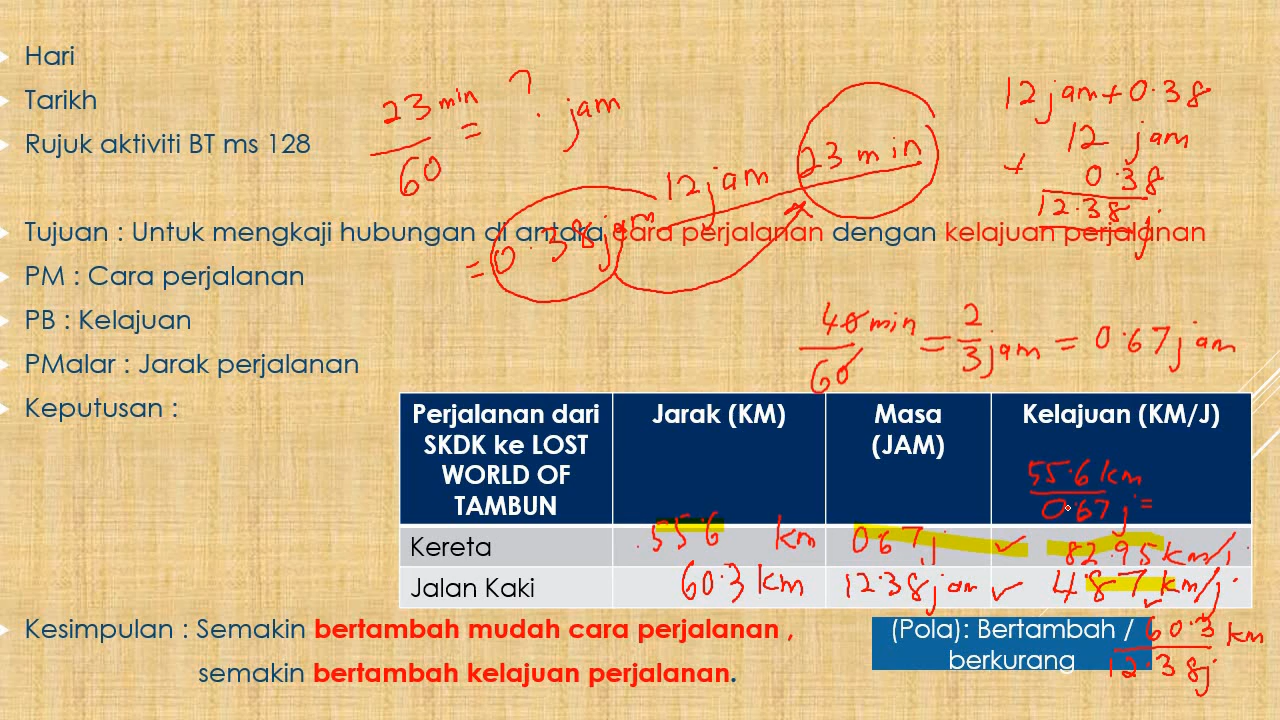 Hari
Tarikh
Rujuk aktiviti BT ms 128
23 min
60
= ? jam
12 jam 23 min
= 0.38 jam
12 jam + 0.38
12 jam
+ 0.38
12.38 j
Tujuan : Untuk mengkaji hubungan di antara cara perjalanan dengan kelajuan perjalanan
PM : Cara perjalanan
PB : Kelajuan
PMalar : Jarak perjalanan
Keputusan :
40 min
60
= 2
3 jam = 0.67 jam
Perjalanan dari SKDK ke LOST WORLD OF TAMBUN
Jarak (KM)
Masa (JAM)
Kelajuan (KM/J)
55.6 km
0.67 j =
Kereta 55.6 km 0.67 j 82.95 km/j
Jalan Kaki 60.3 km 12.38 jam 4.87 km/j
Kesimpulan : Semakin bertambah mudah cara perjalanan ,
semakin bertambah kelajuan perjalanan.
(Pola): Bertambah /
berkurang
60.3 km
12.38 j